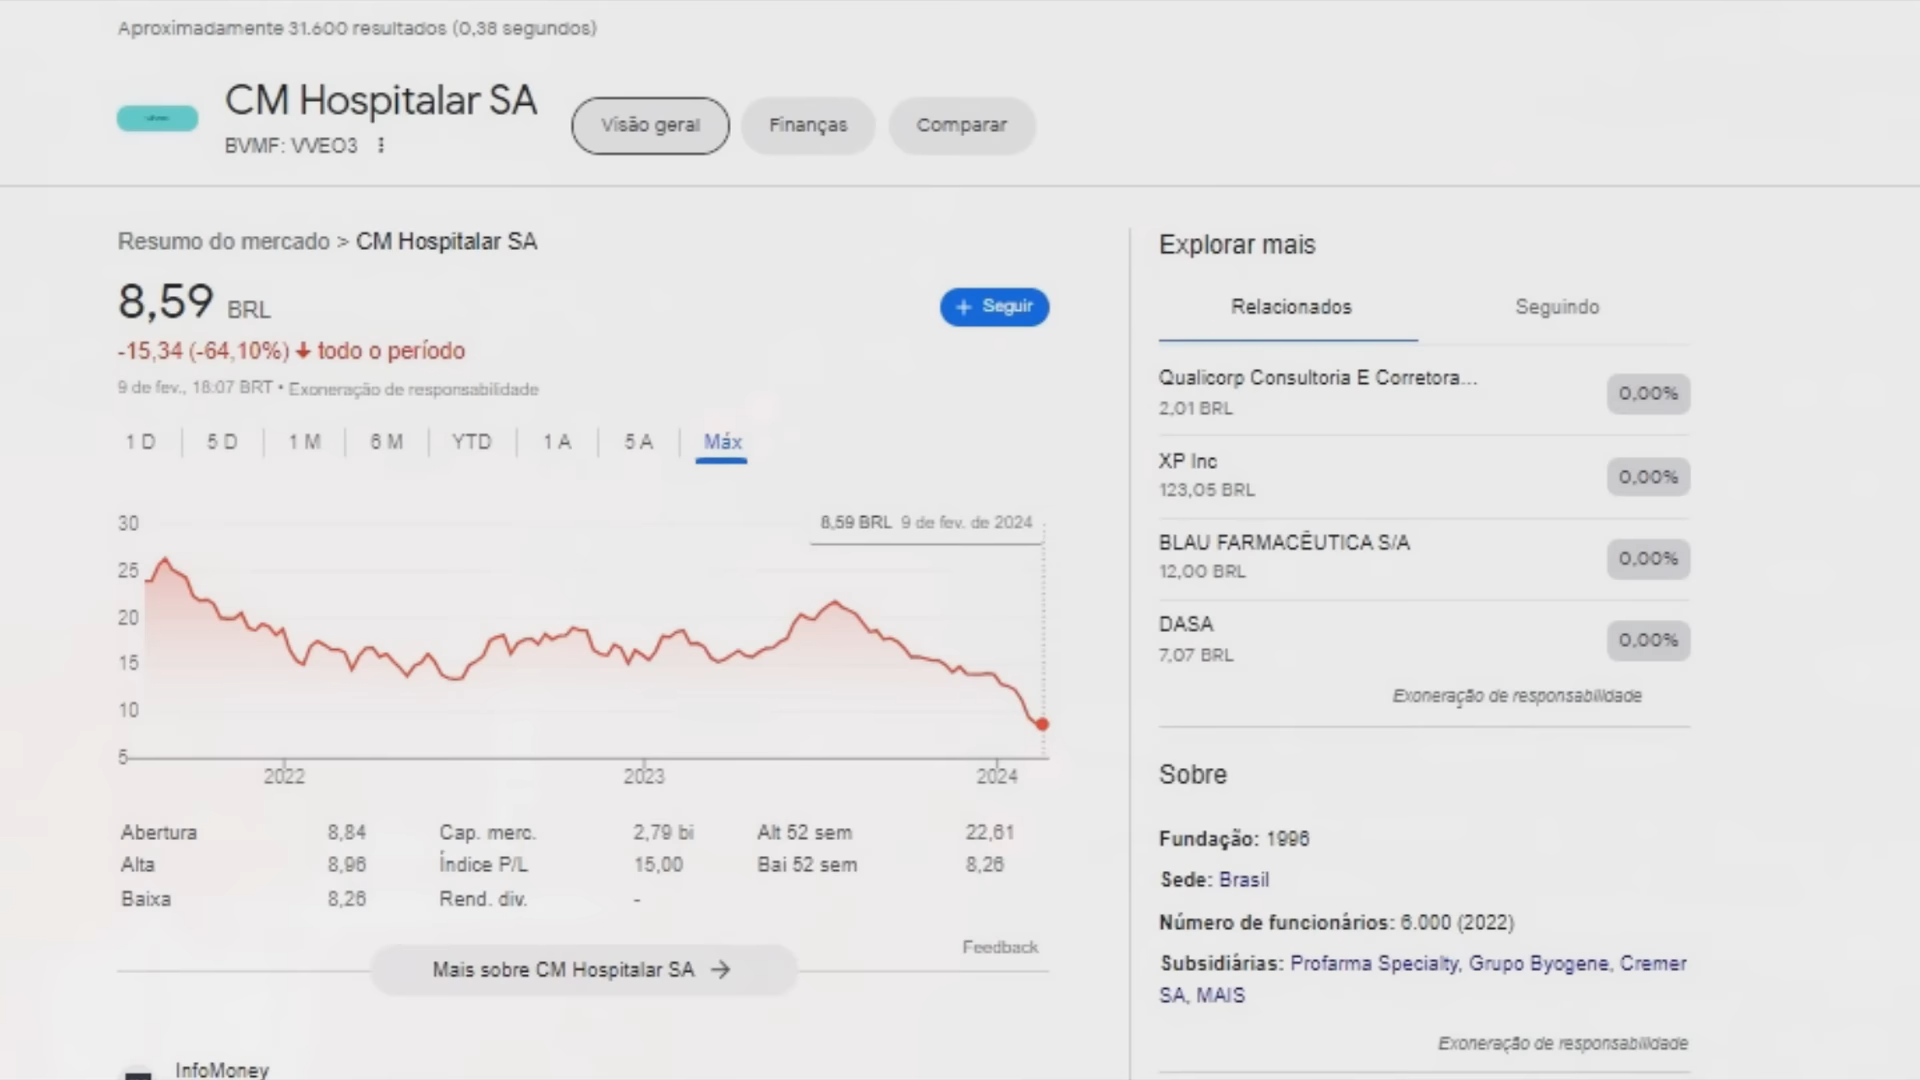 Aproximadamente 31.600 resultados (0,38 segundos)
CM Hospitalar SA
BVMF: VVEO3
Visão geral
Finanças
Comparar
Resumo do mercado > CM Hospitalar SA
8,59 BRL
+ Seguir
-15,34 (-64,10%) todo o período
9 de fev., 18:07 BRT • Exoneração de responsabilidade
1 D
5 D
1 M
6 M
YTD
1 A
5 A
Máx
8,59 BRL 9 de fev. de 2024
30
25
20
15
10
5
2022
2023
2024
Abertura 8,84
Alta 8,96
Baixa 8,26
Cap. merc. 2,79 bi
Índice P/L 15,00
Rend. div. -
Alt 52 sem 22,61
Bai 52 sem 8,26
Feedback
Mais sobre CM Hospitalar SA →
InfoMoney
Explorar mais
Relacionados
Seguindo
Qualicorp Consultoria E Corretora...
2,01 BRL
0,00%
XP Inc
123,05 BRL
0,00%
BLAU FARMACÊUTICA S/A
12,00 BRL
0,00%
DASA
7,07 BRL
0,00%
Exoneração de responsabilidade
Sobre
Fundação: 1996
Sede: Brasil
Número de funcionários: 6.000 (2022)
Subsidiárias: Profarma Specialty, Grupo Byogene, Cremer
SA, MAIS
Exoneração de responsabilidade